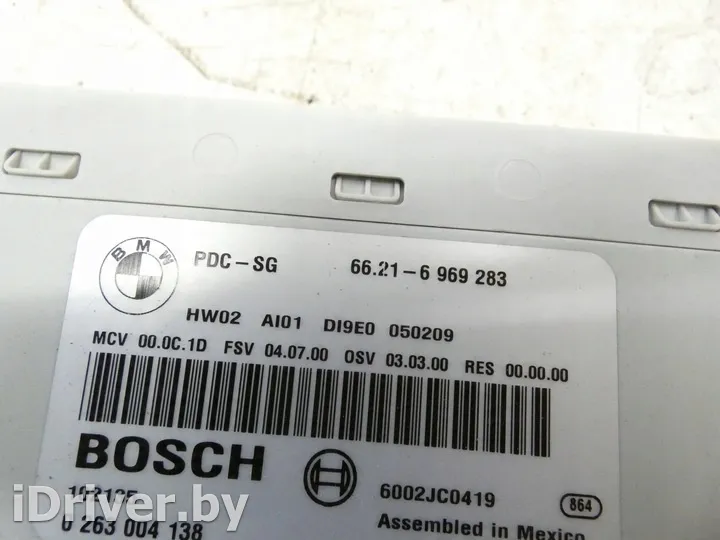 BMW
PDC-SG 66.21-6 969 283
HW02 AI01 DI9E0 050209
MCV 00.0C.1D FSV 04.07.00 OSV 03.03.00 RES 00.00.00
BOSCH
6002JC0419 864
0 263 004 138 Assembled in Mexico
iDriver.by